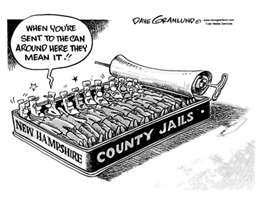 WHEN YOU'RE
SENT TO THE CAN
AROUND HERE THEY
MEAN IT!!
DAVE GRANLUND©
NEW HAMPSHIRE
COUNTY JAILS